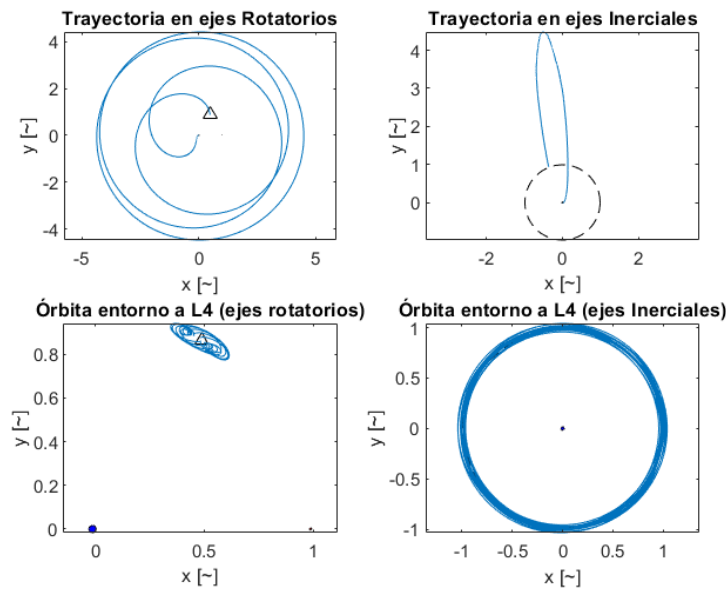 Trayectoria en ejes Rotatorios
4
2
0
-2
-4
y [~]
-5
0
5
x [~]
Trayectoria en ejes Inerciales
4
3
2
1
0
y [~]
-2
0
2
x [~]
Órbita entorno a L4 (ejes rotatorios)
0.8
0.6
0.4
0.2
0
y [~]
0
0.5
1
x [~]
Órbita entorno a L4 (ejes Inerciales)
1
0.5
0
-0.5
-1
y [~]
-1
-0.5
0
0.5
1
x [~]